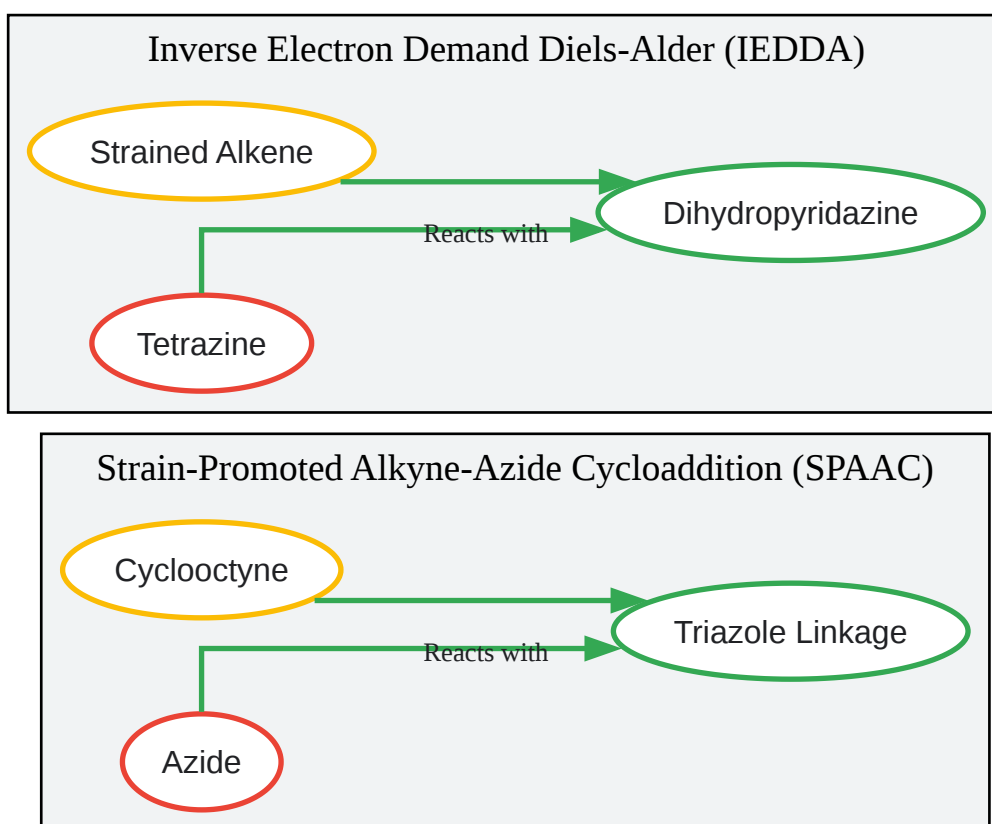 Inverse Electron Demand Diels-Alder (IEDDA)
Strained Alkene
Dihydropyridazine
Reacts with
Tetrazine
Strain-Promoted Alkyne-Azide Cycloaddition (SPAAC)
Cyclooctyne
Triazole Linkage
Reacts with
Azide